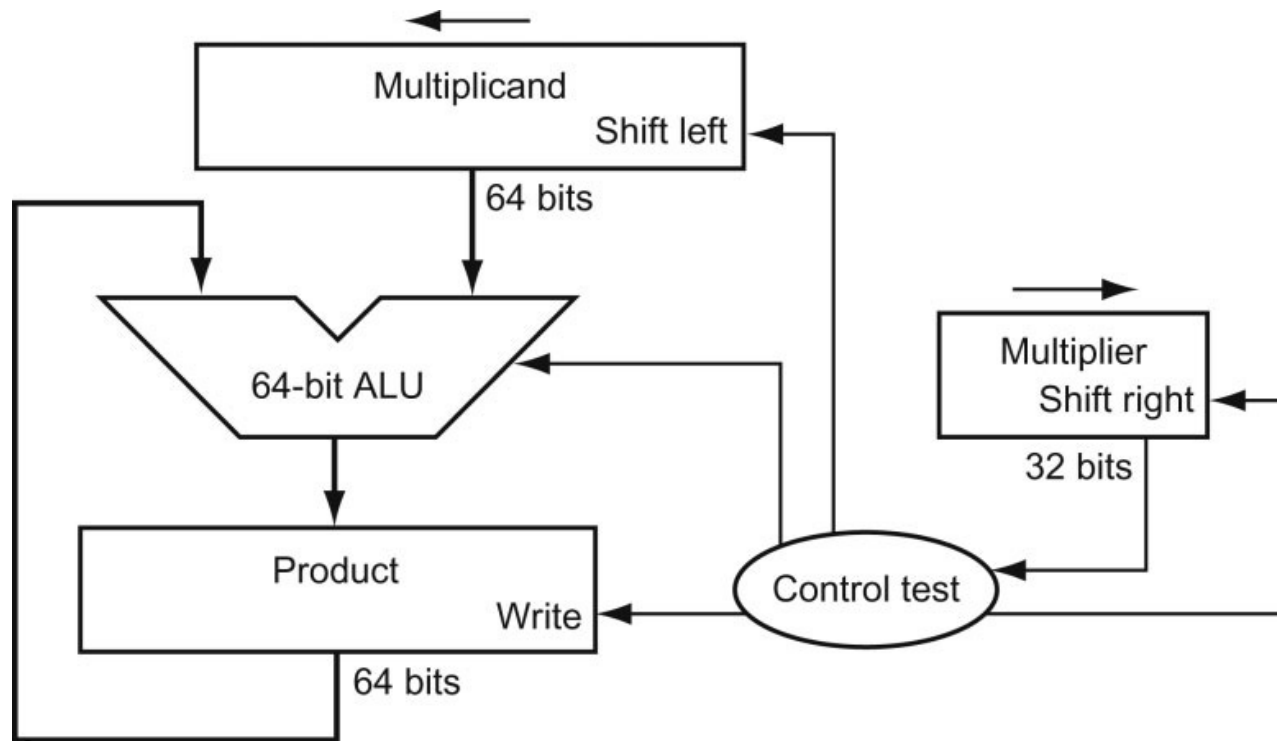 Multiplicand
Shift left
64 bits
64-bit ALU
Multiplier
Shift right
32 bits
Product
Write
Control test
64 bits